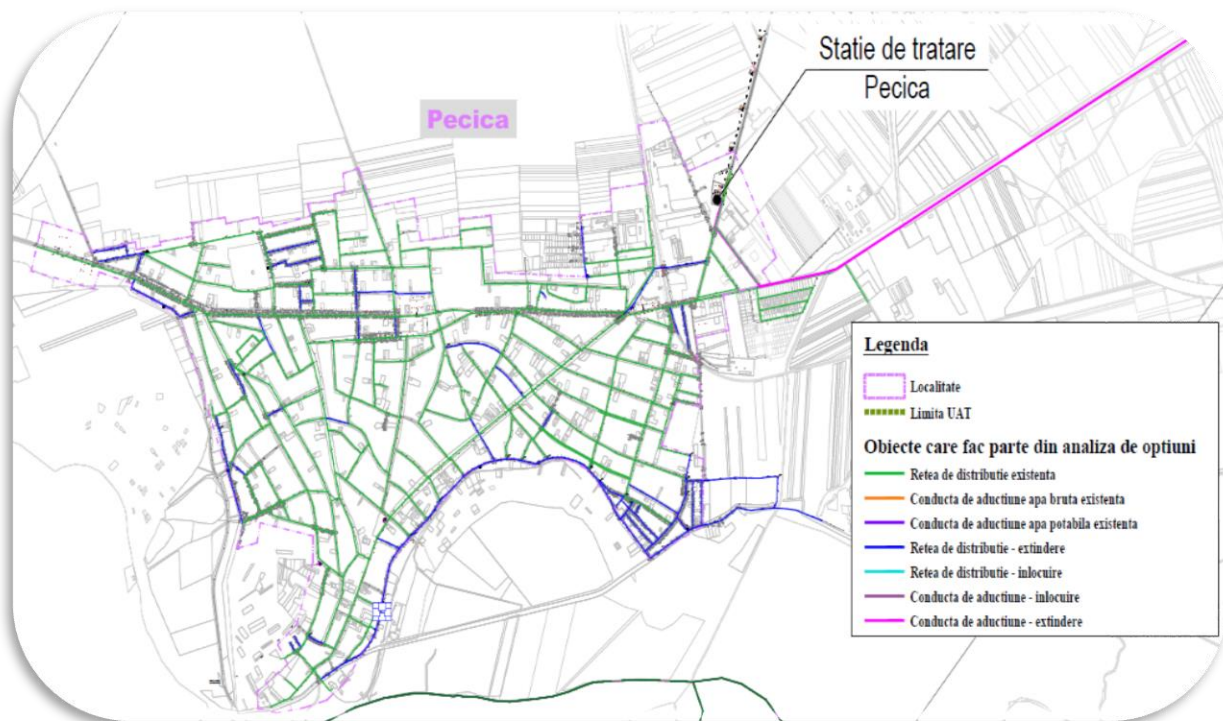 Statie de tratare
Pecica
Pecica
Legenda
Localitate
Limita UAT
Obiecte care fac parte din analiza de optiuni
Retea de distributie existenta
Conducta de aductiune apa bruta existenta
Conducta de aductiune apa potabila existenta
Retea de distributie - extindere
Retea de distributie - inlocuire
Conducta de aductiune - inlocuire
Conducta de aductiune - extindere